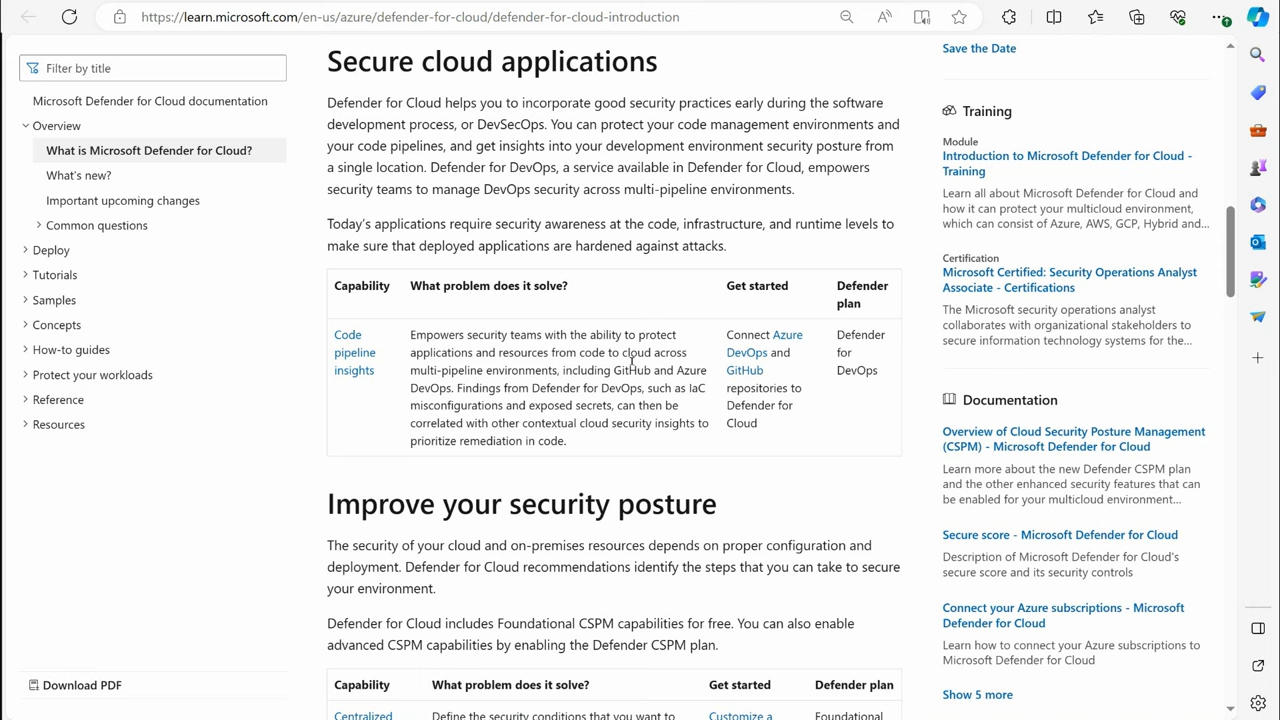 https://learn.microsoft.com/en-us/azure/defender-for-cloud/defender-for-cloud-introduction
Filter by title
Microsoft Defender for Cloud documentation
Overview
What is Microsoft Defender for Cloud?
What's new?
Important upcoming changes
Common questions
Deploy
Tutorials
Samples
Concepts
How-to guides
Protect your workloads
Reference
Resources
Download PDF
Secure cloud applications
Defender for Cloud helps you to incorporate good security practices early during the software
development process, or DevSecOps. You can protect your code management environments and
your code pipelines, and get insights into your development environment security posture from
a single location. Defender for DevOps, a service available in Defender for Cloud, empowers
security teams to manage DevOps security across multi-pipeline environments.
Today's applications require security awareness at the code, infrastructure, and runtime levels to
make sure that deployed applications are hardened against attacks.
Capability
What problem does it solve?
Get started
Defender
plan
Code
pipeline
insights
Empowers security teams with the ability to protect
applications and resources from code to cloud across
multi-pipeline environments, including GitHub and Azure
DevOps. Findings from Defender for DevOps, such as IaC
misconfigurations and exposed secrets, can then be
correlated with other contextual cloud security insights to
prioritize remediation in code.
Connect Azure
DevOps and
GitHub
repositories to
Defender for
Cloud
Defender
for
DevOps
Improve your security posture
The security of your cloud and on-premises resources depends on proper configuration and
deployment. Defender for Cloud recommendations identify the steps that you can take to secure
your environment.
Defender for Cloud includes Foundational CSPM capabilities for free. You can also enable
advanced CSPM capabilities by enabling the Defender CSPM plan.
Capability
What problem does it solve?
Get started
Defender plan
Centralized
Define the security conditions that you want to
Customize a
Foundational
Save the Date
Training
Module
Introduction to Microsoft Defender for Cloud -
Training
Learn all about Microsoft Defender for Cloud and
how it can protect your multicloud environment,
which can consist of Azure, AWS, GCP, Hybrid and...
Certification
Microsoft Certified: Security Operations Analyst
Associate - Certifications
The Microsoft security operations analyst
collaborates with organizational stakeholders to
secure information technology systems for the...
Documentation
Overview of Cloud Security Posture Management
(CSPM) - Microsoft Defender for Cloud
Learn more about the new Defender CSPM plan
and the other enhanced security features that can
be enabled for your multicloud environment...
Secure score - Microsoft Defender for Cloud
Description of Microsoft Defender for Cloud's
secure score and its security controls
Connect your Azure subscriptions - Microsoft
Defender for Cloud
Learn how to connect your Azure subscriptions to
Microsoft Defender for Cloud
Show 5 more